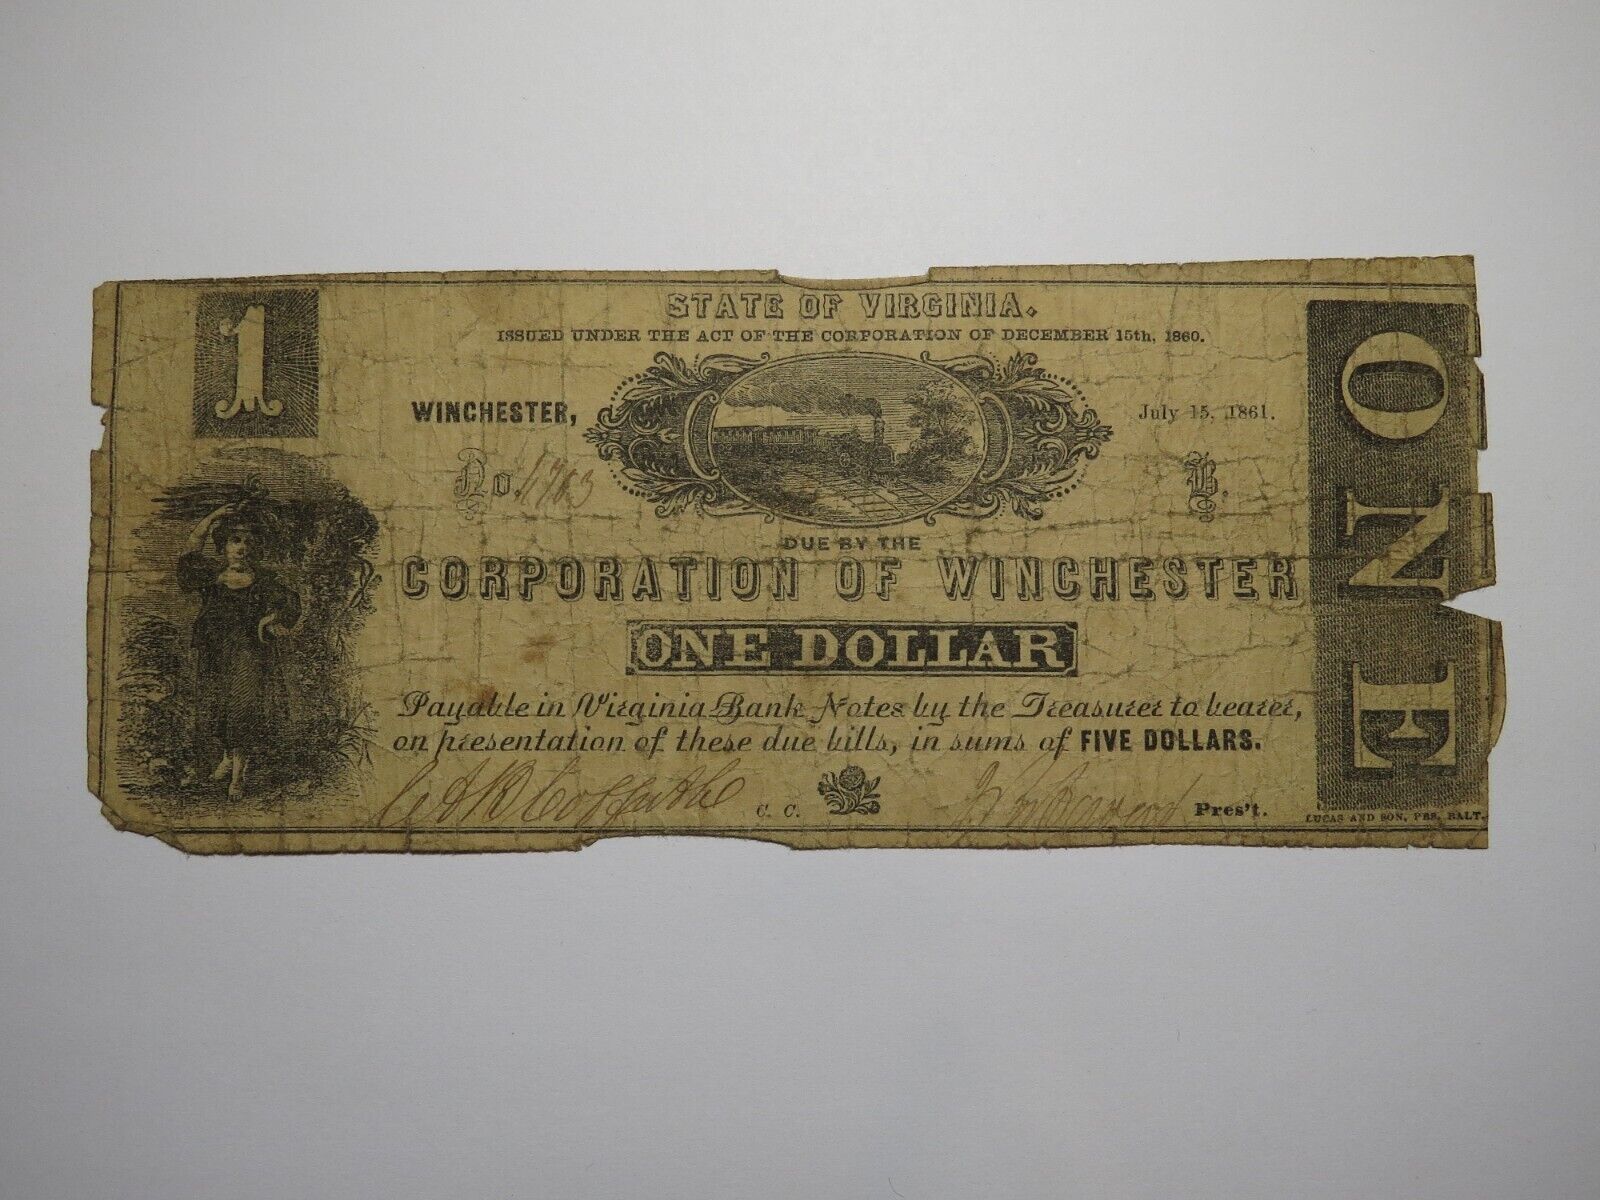 1
STATE OF VIRGINIA.
ISSUED UNDER THE ACT OF THE CORPORATION OF DECEMBER 15th, 1860.
WINCHESTER,
July 15, 1861.
No.
B.
DUE BY THE
CORPORATION OF WINCHESTER
ONE DOLLAR
Payable in Virginia Bank Notes by the Treasurer to bearer,
on presentation of these due bills, in sums of FIVE DOLLARS.
C. C.
Pres't.
ONE
LUCAS AND SON, PRS. BALT.